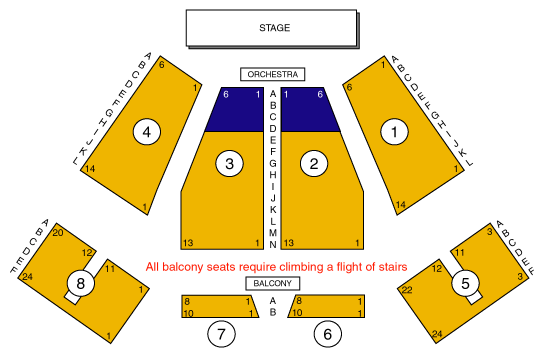 STAGE
ORCHESTRA
A B C D E F G H I J K L
6 1
4
14 1
6 1
3
13 1
A
B
C
D
E
F
G
H
I
J
K
L
M
N
1 6
2
13 1
A B C D E F G H I J K L
1
6
1
1
14
All balcony seats require climbing a flight of stairs
BALCONY
A B C D E F
20
12 11
24
8
1
1
8 1
10 1
7
A
B
8 1
10 1
6
A B C D E F
3
11
12
3
22
5
24